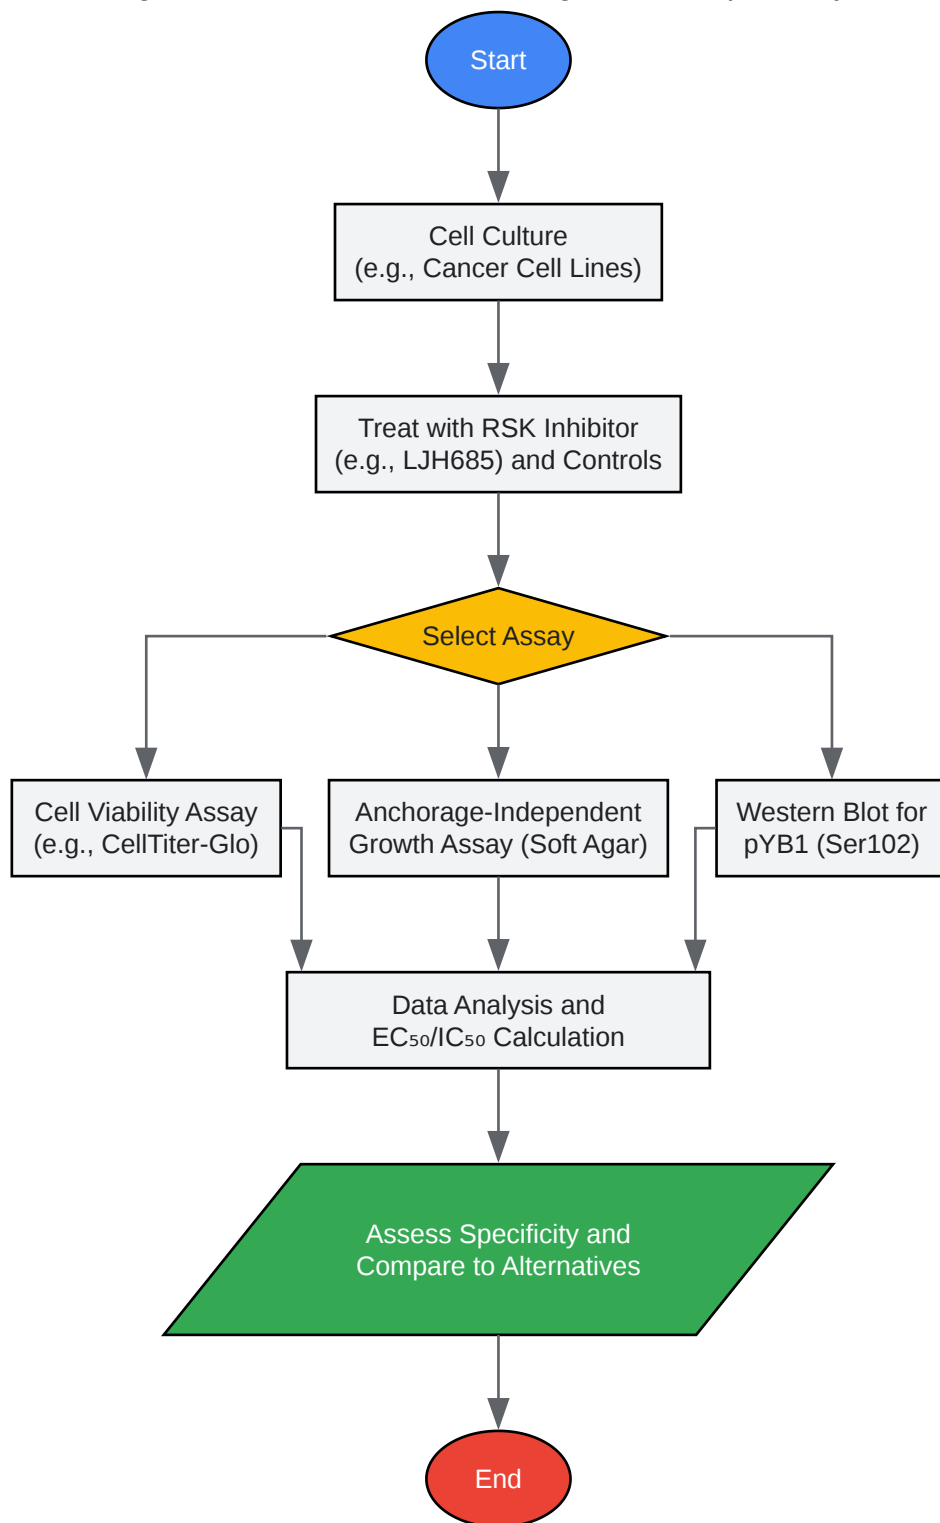 Start
Cell Culture
(e.g., Cancer Cell Lines)
Treat with RSK Inhibitor
(e.g., LJH685) and Controls
Select Assay
Cell Viability Assay
(e.g., CellTiter-Glo)
Anchorage-Independent
Growth Assay (Soft Agar)
Western Blot for
pYB1 (Ser102)
Data Analysis and
EC₅₀/IC₅₀ Calculation
Assess Specificity and
Compare to Alternatives
End